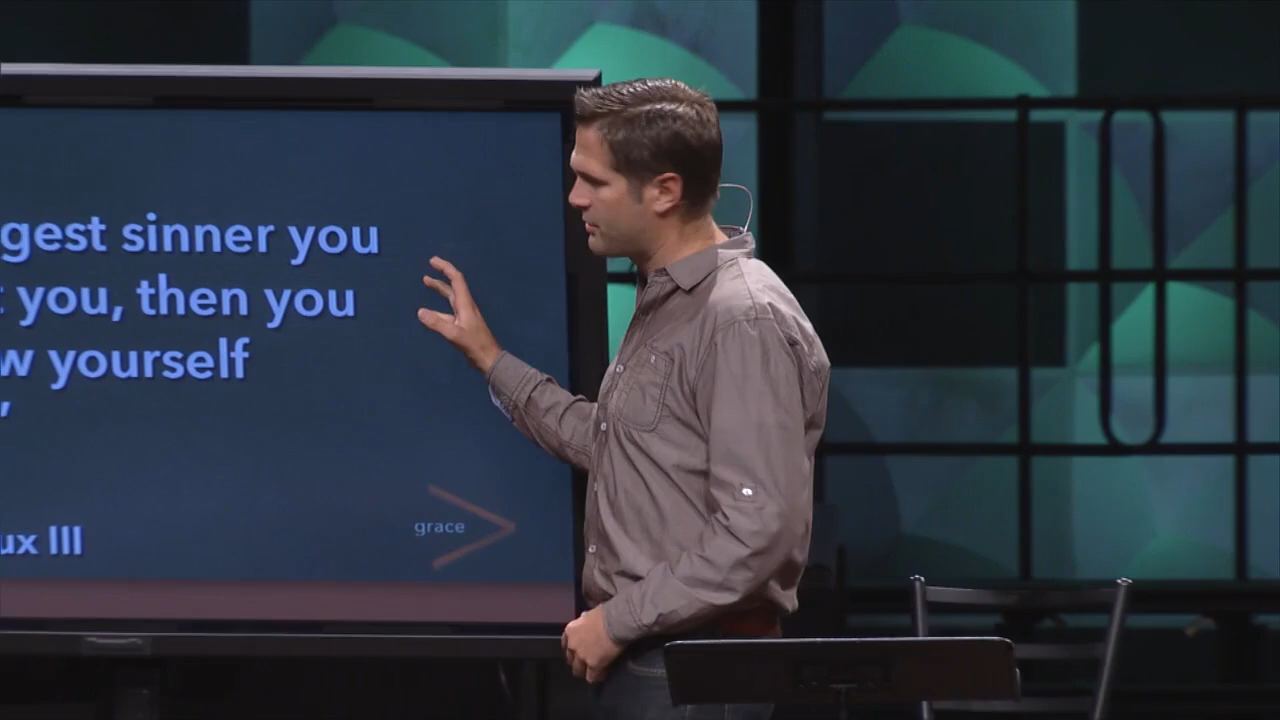 gest sinner you
you, then you
w yourself
"
ux III
grace